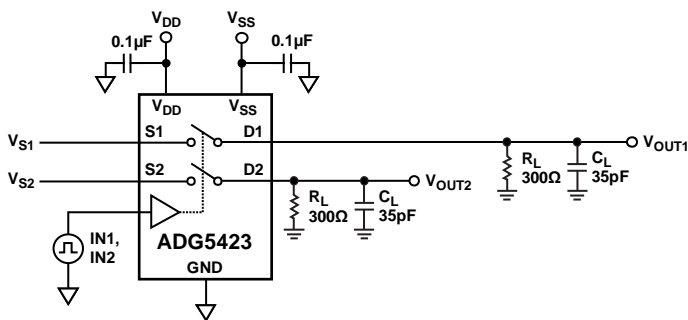 VDD
VSS
0.1µF
0.1µF
VDD
VSS
VS1
S1
D1
VOUT1
VS2
S2
D2
VOUT2
RL
300Ω
CL
35pF
RL
300Ω
CL
35pF
IN1,
IN2
ADG5423
GND